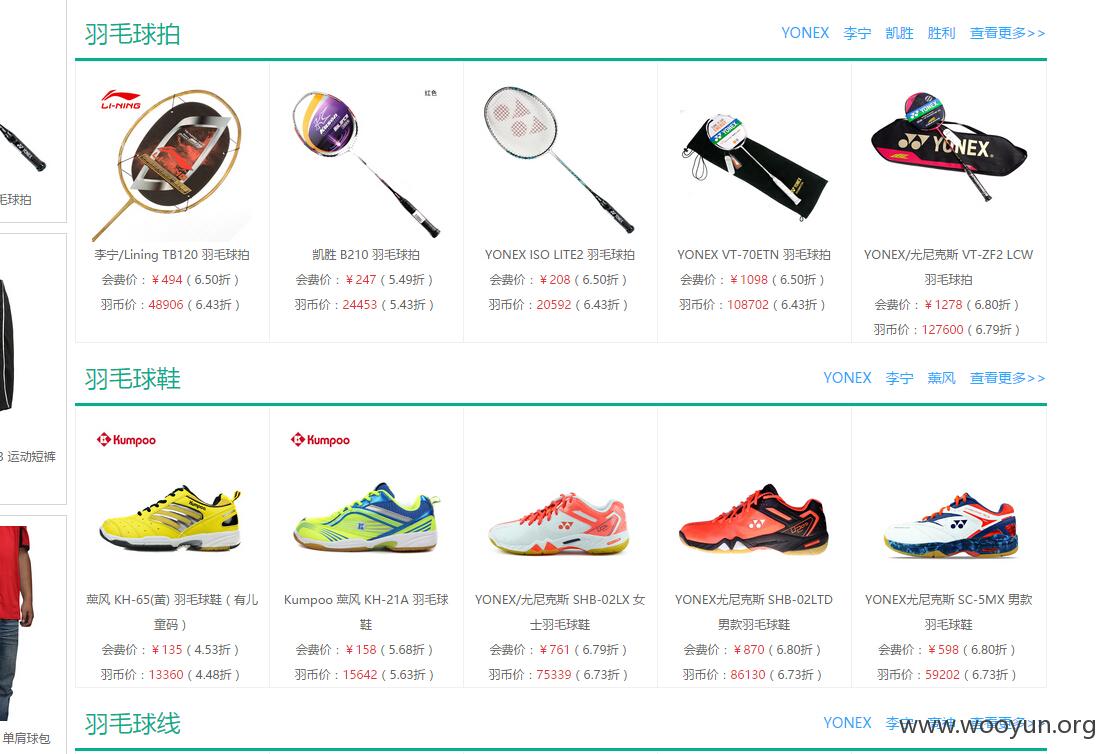 羽毛球拍
YONEX 李宁 凯胜 胜利 查看更多>>
LI-NING
红色
YONEX
YONEX
毛球拍
李宁/Lining TB120 羽毛球拍
会费价：￥494 ( 6.50折 )
羽币价：48906 ( 6.43折 )
凯胜 B210 羽毛球拍
会费价：￥247 ( 5.49折 )
羽币价：24453 ( 5.43折 )
YONEX ISO LITE2 羽毛球拍
会费价：￥208 ( 6.50折 )
羽币价：20592 ( 6.43折 )
YONEX VT-70ETN 羽毛球拍
会费价：￥1098 ( 6.50折 )
羽币价：108702 ( 6.43折 )
YONEX/尤尼克斯 VT-ZF2 LCW
羽毛球拍
会费价：￥1278 ( 6.80折 )
羽币价：127600 ( 6.79折 )
羽毛球鞋
YONEX 李宁 薰风 查看更多>>
3 运动短裤
Kumpoo
Kumpoo
薰风 KH-65(黄) 羽毛球鞋 ( 有儿
童码 )
会费价：￥135 ( 4.53折 )
羽币价：13360 ( 4.48折 )
Kumpoo 薰风 KH-21A 羽毛球
鞋
会费价：￥158 ( 5.68折 )
羽币价：15642 ( 5.63折 )
YONEX/尤尼克斯 SHB-02LX 女
士羽毛球鞋
会费价：￥761 ( 6.79折 )
羽币价：75339 ( 6.73折 )
YONEX尤尼克斯 SHB-02LTD
男款羽毛球鞋
会费价：￥870 ( 6.80折 )
羽币价：86130 ( 6.73折 )
YONEX尤尼克斯 SC-5MX 男款
羽毛球鞋
会费价：￥598 ( 6.80折 )
羽币价：59202 ( 6.73折 )
单肩球包
羽毛球线
YONEX 李宁 查看更多>>
www.wooyun.org